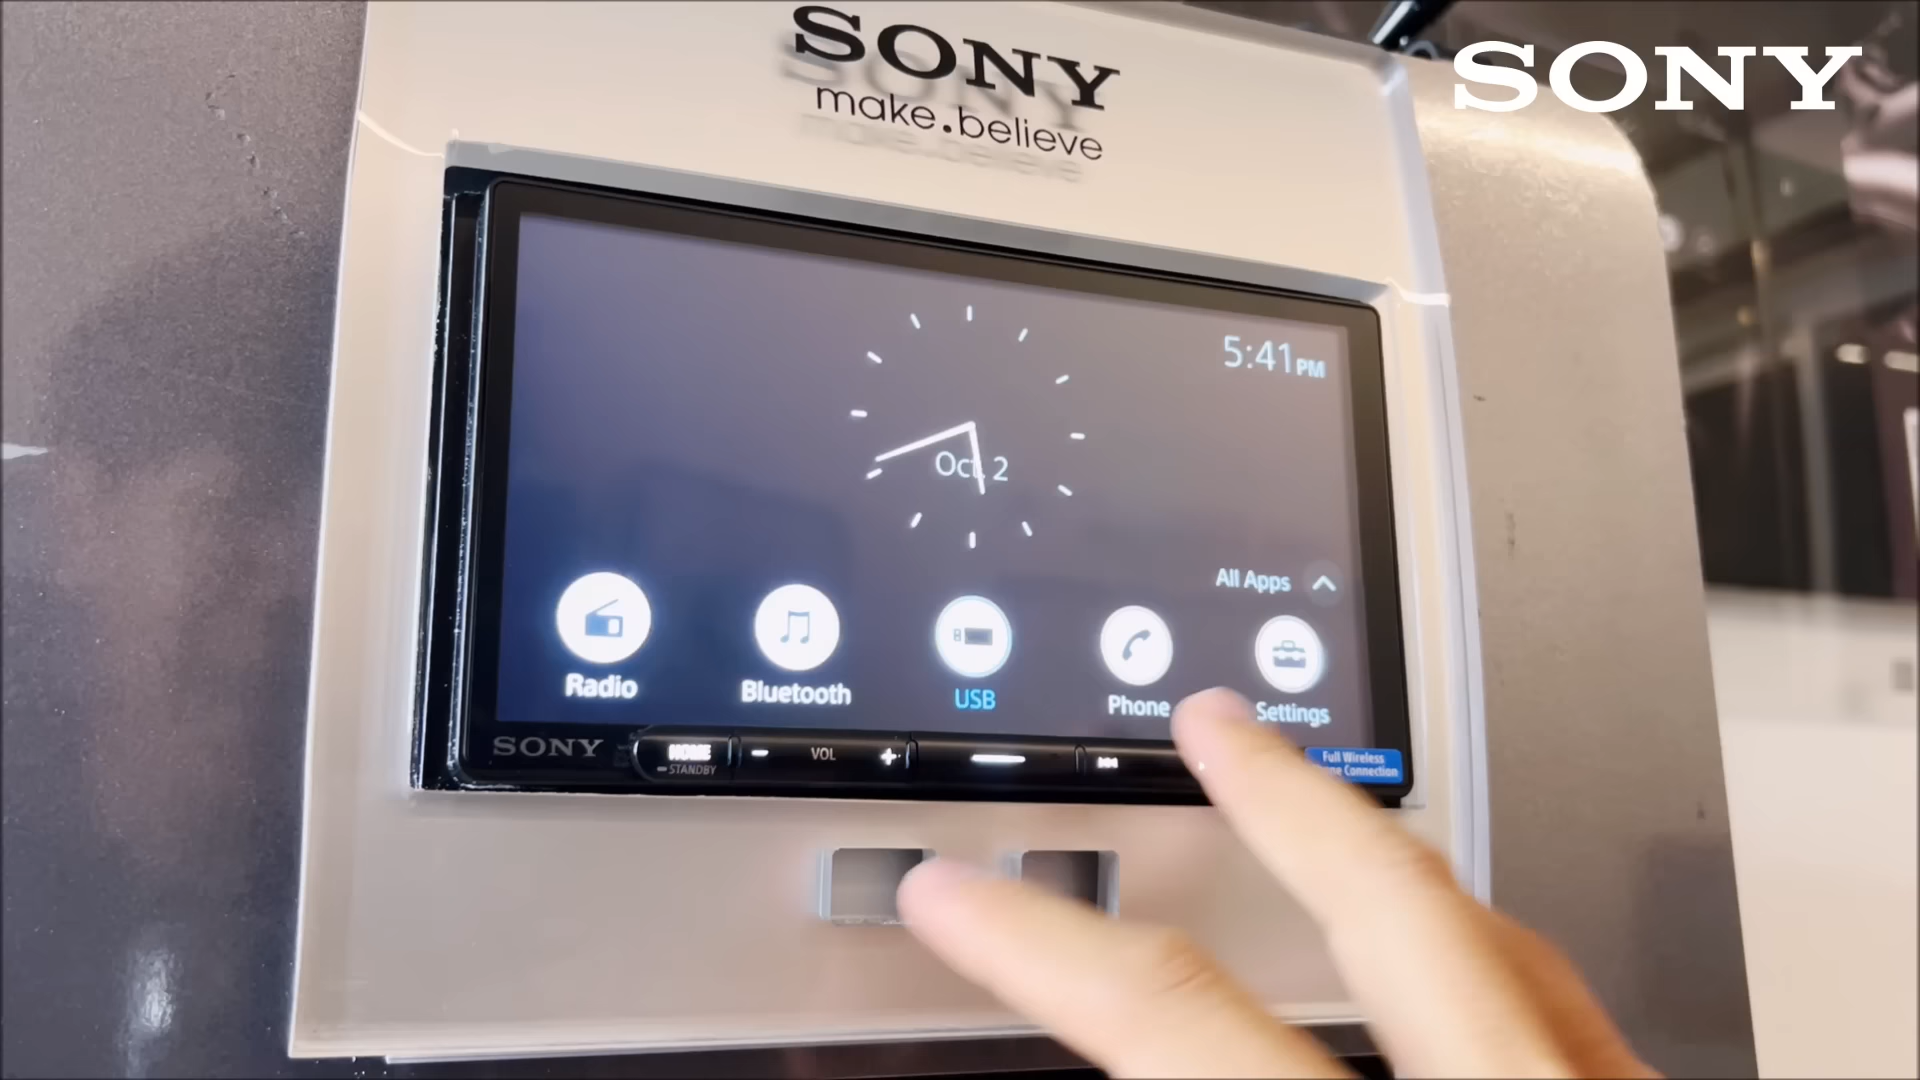 SONY
SONY
make.believe
5:41PM
Oct. 2
All Apps
Radio
Bluetooth
USB
Phone
Settings
SONY
HOME
STANDBY
- VOL +
Full Wireless
Connection